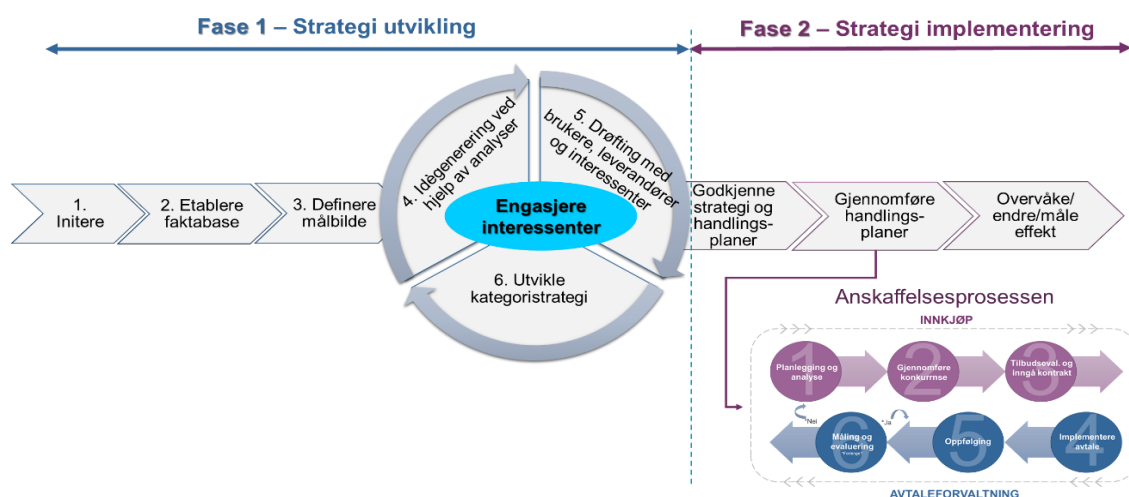 Fase 1 – Strategi utvikling
Fase 2 – Strategi implementering
1.
Initere
2. Etablere
faktabase
3. Definere
målbilde
4. Idègenerering ved
hjelp av analyser
5. Drøfting med
brukere, leverandører
og interessenter
Engasjere
interessenter
6. Utvikle
kategoristrategi
Godkjenne
strategi og
handlings-
planer
Gjennomføre
handlings-
planer
Overvåke/
endre/måle
effekt
Anskaffelsesprosessen
INNKJØP
1
Planlegging og
analyse
2
Gjennomføre
konkurrnse
3
Tilbudseval. og
inngå kontrakt
*Nei
*Ja
6
Måling og
evaluering
5
Oppfølging
4
Implementere
avtale
AVTALEFORVALTNING